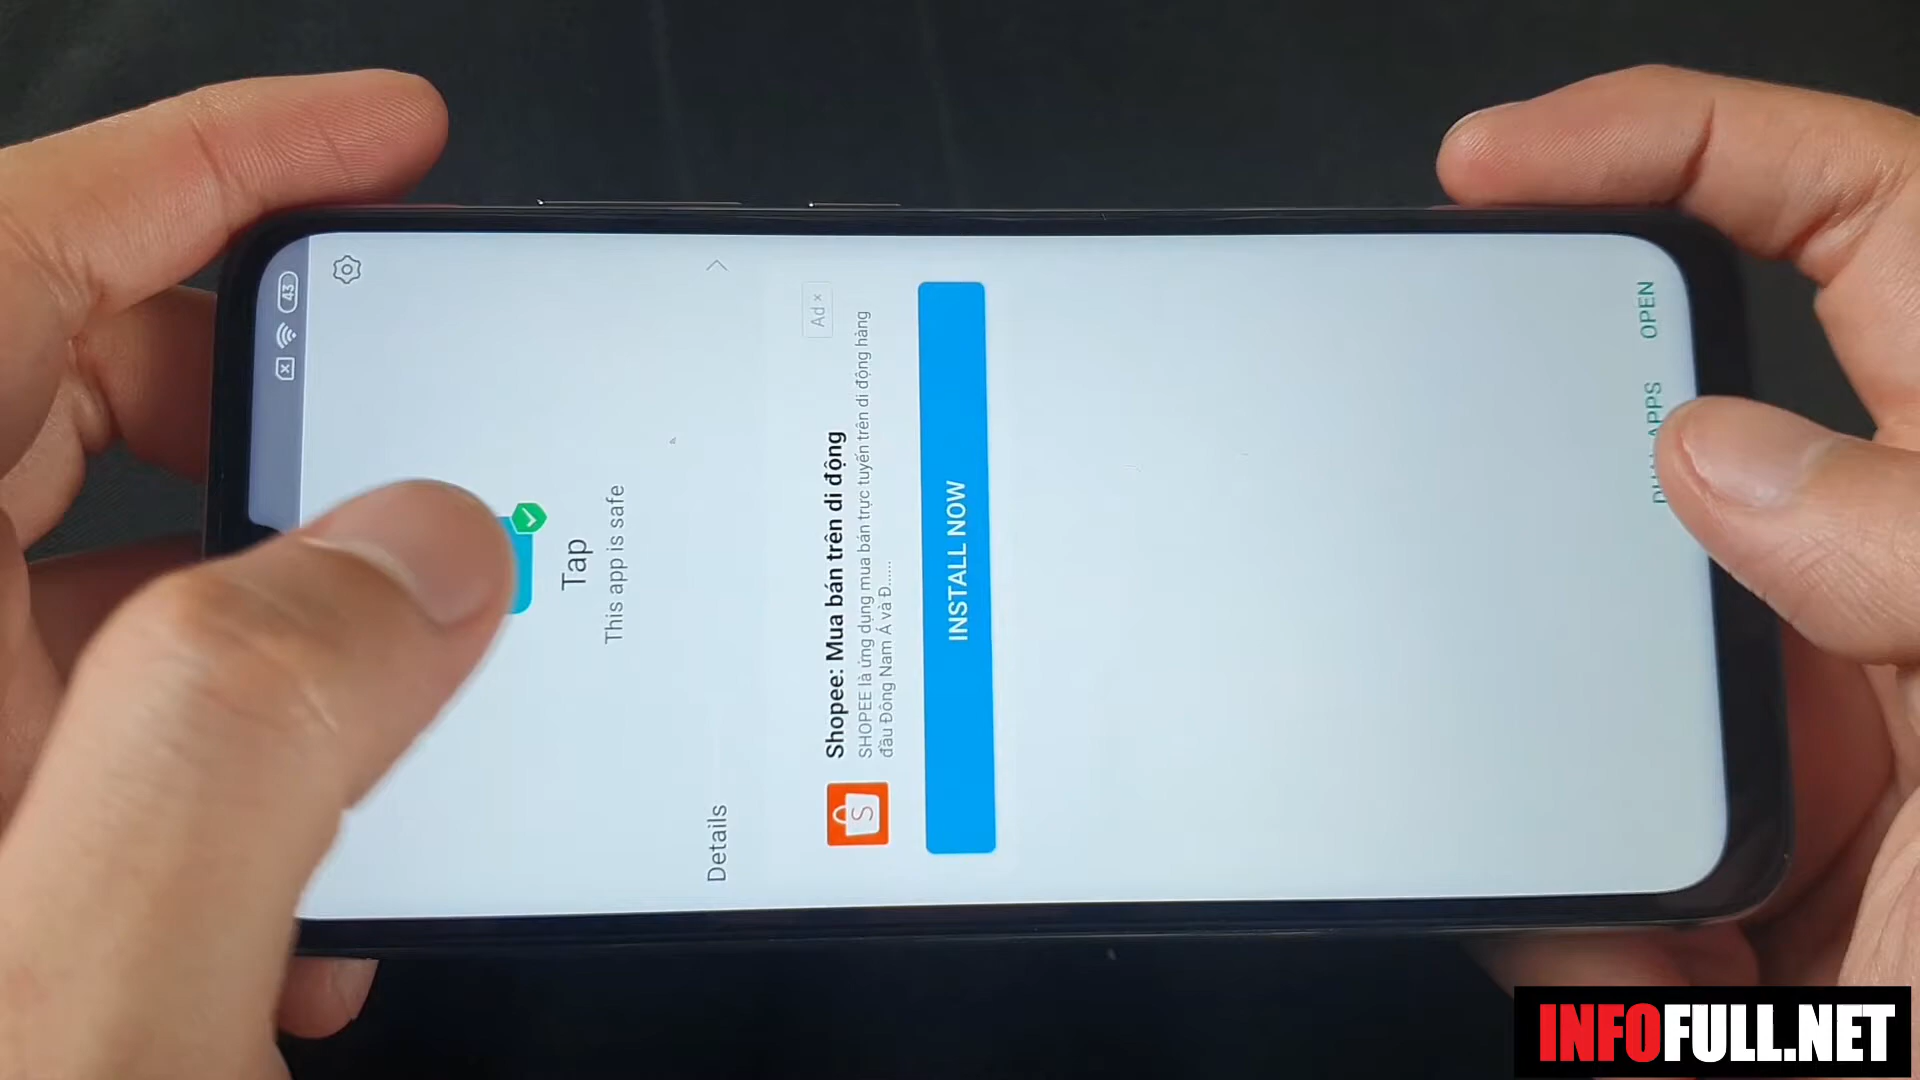 43
Tap
This app is safe
Details
Ad ×
Shopee: Mua bán trên di động
SHOPEE là ứng dụng mua bán trực tuyến trên di động hàng
đầu Đông Nam Á và Đ......
INSTALL NOW
APPS
OPEN
INFOFULL.NET